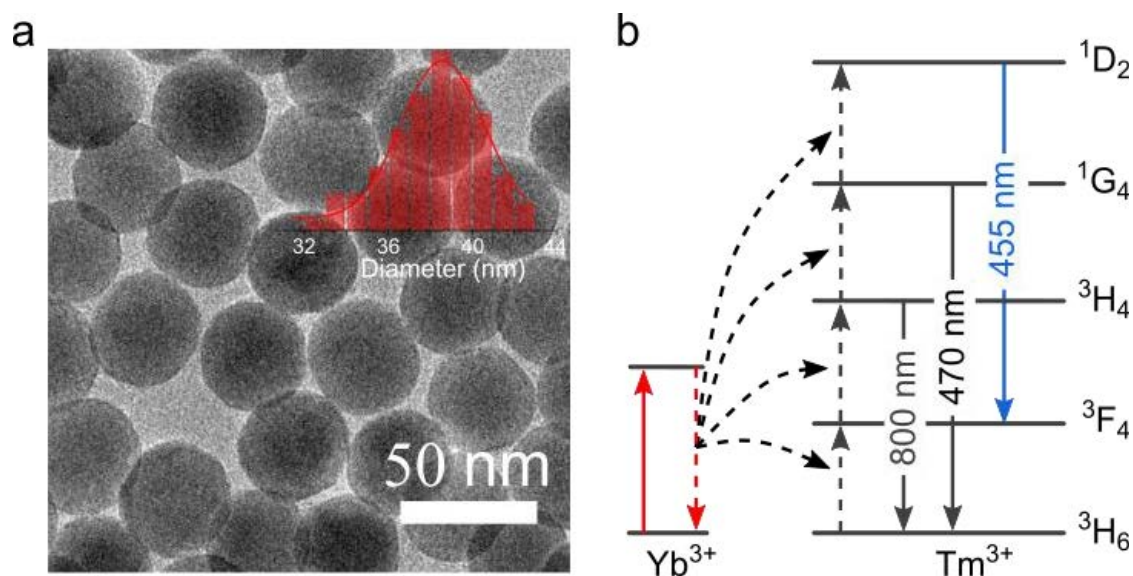 a
32 36 40 44
Diameter (nm)
50 nm
b
¹D₂
¹G₄
³H₄
³F₄
³H₆
455 nm
470 nm
800 nm
Yb³⁺
Tm³⁺